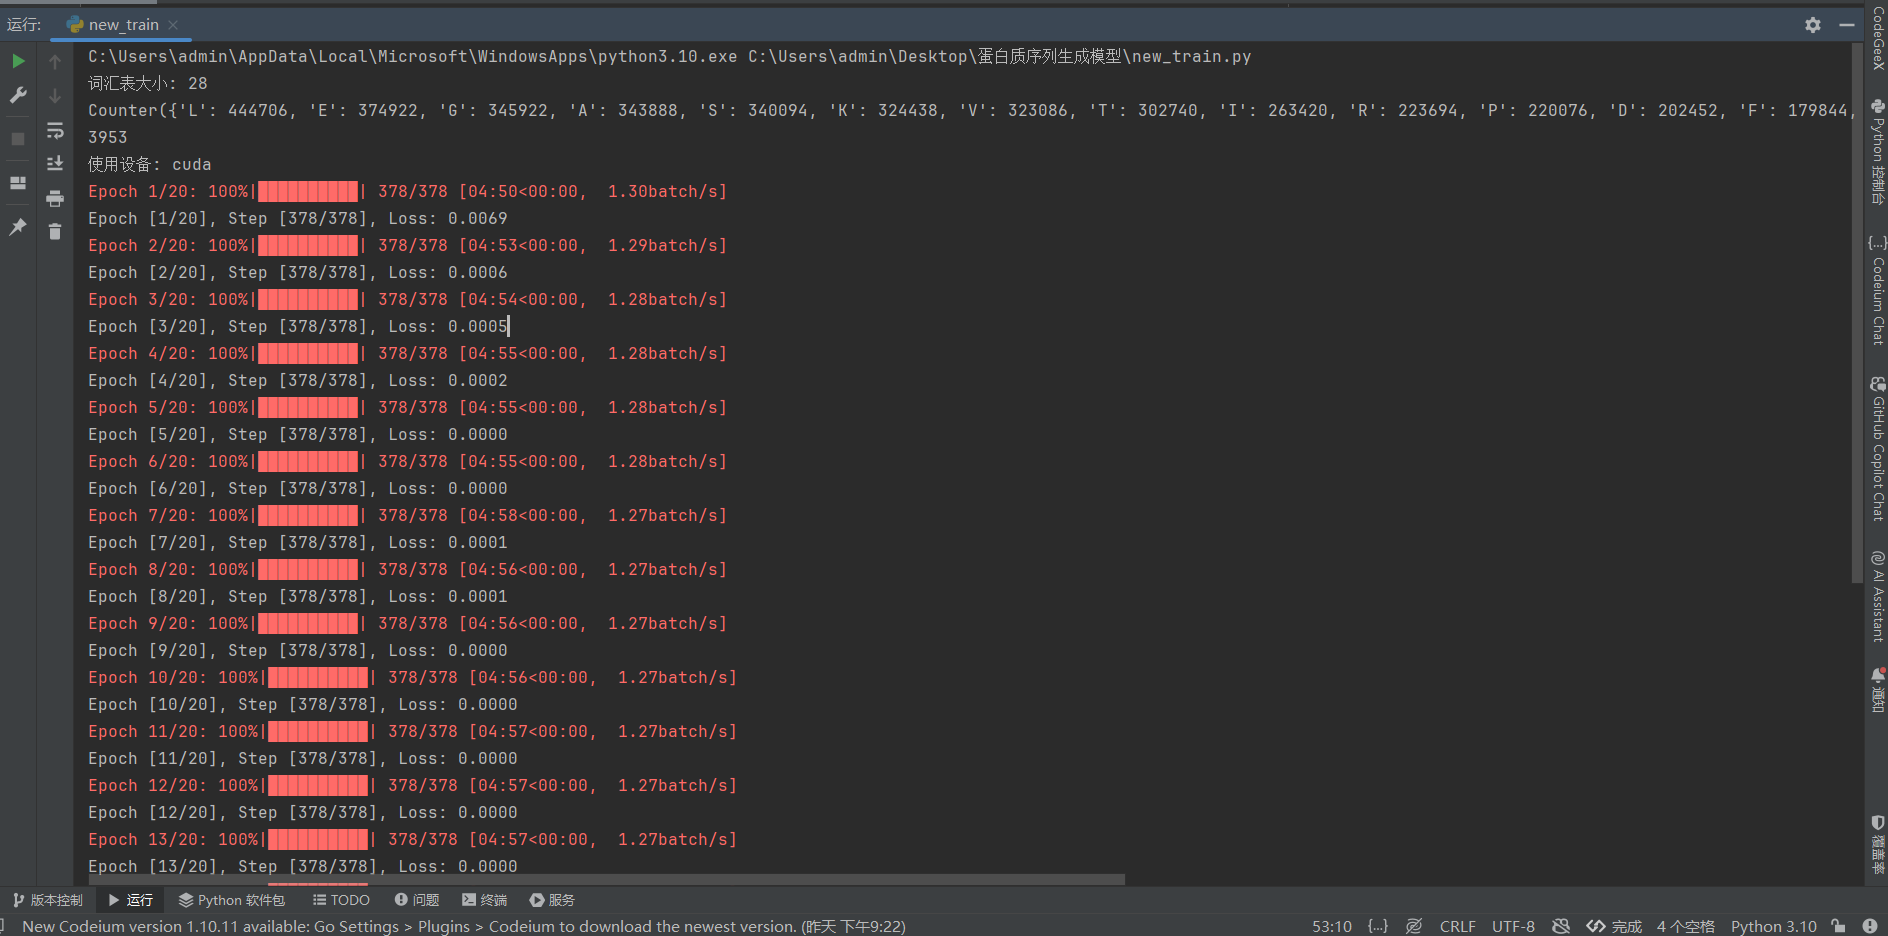 运行: new_train
C:\Users\admin\AppData\Local\Microsoft\WindowsApps\python3.10.exe C:\Users\admin\Desktop\蛋白质序列生成模型\new_train.py
词汇表大小: 28
Counter({'L': 444706, 'E': 374922, 'G': 345922, 'A': 343888, 'S': 340094, 'K': 324438, 'V': 323086, 'T': 302740, 'I': 263420, 'R': 223694, 'P': 220076, 'D': 202452, 'F': 179844,
3953
使用设备: cuda
Epoch 1/20: 100%|██████████| 378/378 [04:50<00:00,  1.30batch/s]
Epoch [1/20], Step [378/378], Loss: 0.0069
Epoch 2/20: 100%|██████████| 378/378 [04:53<00:00,  1.29batch/s]
Epoch [2/20], Step [378/378], Loss: 0.0006
Epoch 3/20: 100%|██████████| 378/378 [04:54<00:00,  1.28batch/s]
Epoch [3/20], Step [378/378], Loss: 0.0005
Epoch 4/20: 100%|██████████| 378/378 [04:55<00:00,  1.28batch/s]
Epoch [4/20], Step [378/378], Loss: 0.0002
Epoch 5/20: 100%|██████████| 378/378 [04:55<00:00,  1.28batch/s]
Epoch [5/20], Step [378/378], Loss: 0.0000
Epoch 6/20: 100%|██████████| 378/378 [04:55<00:00,  1.28batch/s]
Epoch [6/20], Step [378/378], Loss: 0.0000
Epoch 7/20: 100%|██████████| 378/378 [04:58<00:00,  1.27batch/s]
Epoch [7/20], Step [378/378], Loss: 0.0001
Epoch 8/20: 100%|██████████| 378/378 [04:56<00:00,  1.27batch/s]
Epoch [8/20], Step [378/378], Loss: 0.0001
Epoch 9/20: 100%|██████████| 378/378 [04:56<00:00,  1.27batch/s]
Epoch [9/20], Step [378/378], Loss: 0.0000
Epoch 10/20: 100%|██████████| 378/378 [04:56<00:00,  1.27batch/s]
Epoch [10/20], Step [378/378], Loss: 0.0000
Epoch 11/20: 100%|██████████| 378/378 [04:57<00:00,  1.27batch/s]
Epoch [11/20], Step [378/378], Loss: 0.0000
Epoch 12/20: 100%|██████████| 378/378 [04:57<00:00,  1.27batch/s]
Epoch [12/20], Step [378/378], Loss: 0.0000
Epoch 13/20: 100%|██████████| 378/378 [04:57<00:00,  1.27batch/s]
Epoch [13/20], Step [378/378], Loss: 0.0000
CodeGeeX
Python 控制台
{...} Codeium Chat
GitHub Copilot Chat
AI Assistant
通知
覆盖率
版本控制 运行 Python 软件包 TODO 问题 终端 服务
New Codeium version 1.10.11 available: Go Settings > Plugins > Codeium to download the newest version. (昨天 下午9:22) 53:10 {...} CRLF UTF-8 完成 4 个空格 Python 3.10